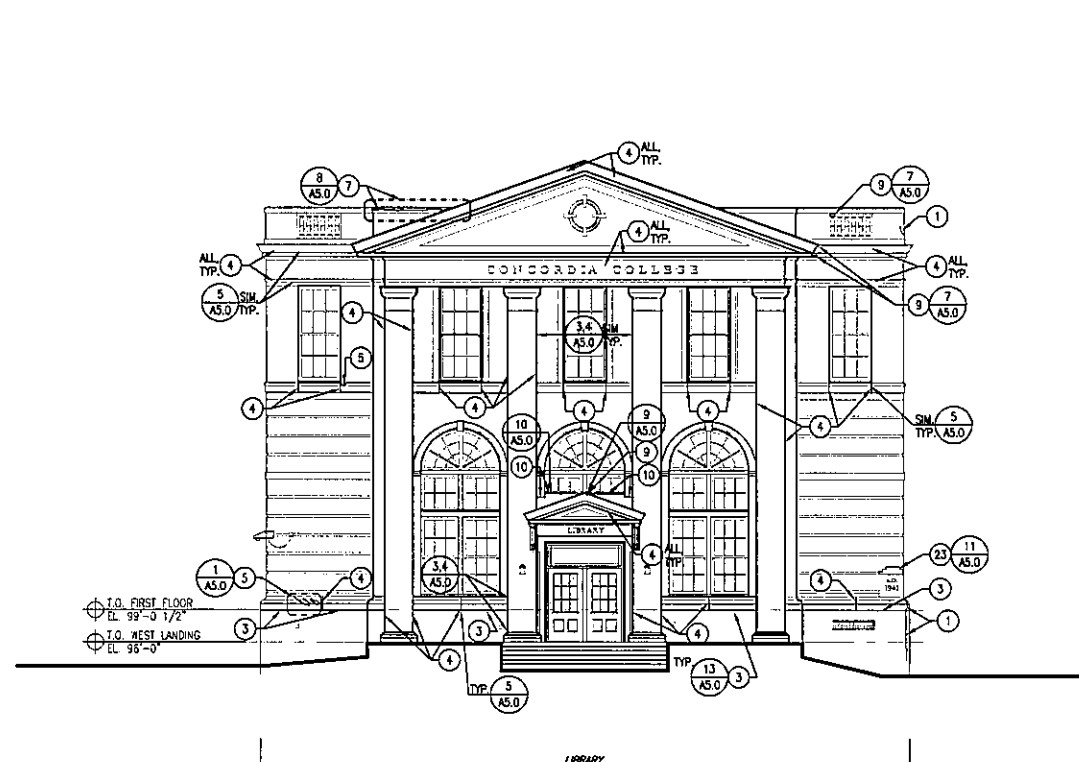 4 ALL, TYP.
8 A5.0 7
9 7 A5.0
1
4 ALL, TYP.
ALL, TYP. 4
CONCORDIA COLLEGE
4 ALL, TYP.
5 A5.0 SIM. TYP.
9 7 A5.0
4
3,4 A5.0 SIM TYP.
5
4
4
4
4
9 A5.0
4
SIM. TYP. 5 A5.0
10 A5.0
9
10
10
LIBRARY
4 ALL, TYP.
3,4 A5.0
23 11 A5.0
1 A5.0 5
4
4
A.D. 1940
3
T.O. FIRST FLOOR
EL. 99'-0 1/2"
3
3
4
1
T.O. WEST LANDING
EL. 96'-0"
4
TYP. 5 A5.0
TYP. 13 A5.0 3
LIBRARY